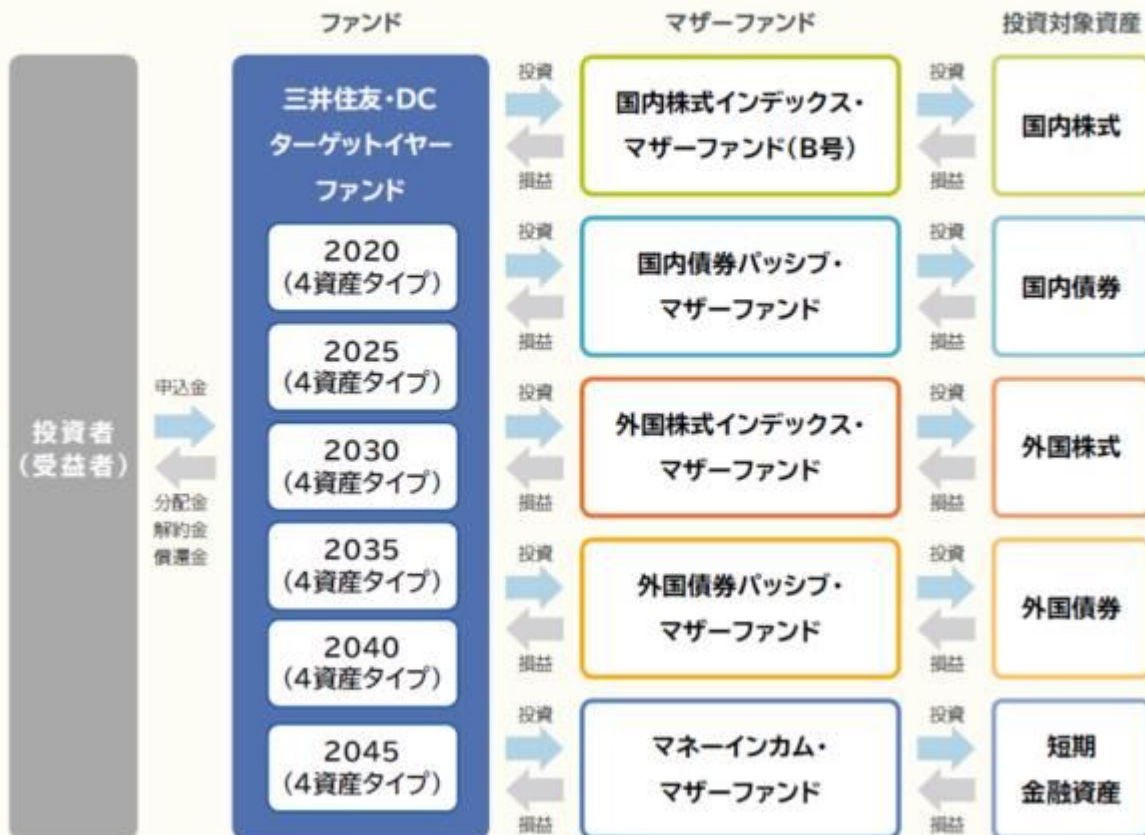 ファンド
マザーファンド
投資対象資産
投資者
(受益者)
申込金
分配金
解約金
償還金
三井住友・DC
ターゲットイヤー
ファンド
2020
(4資産タイプ)
2025
(4資産タイプ)
2030
(4資産タイプ)
2035
(4資産タイプ)
2040
(4資産タイプ)
2045
(4資産タイプ)
投資
損益
国内株式インデックス・
マザーファンド(B号)
投資
損益
国内株式
投資
損益
国内債券パッシブ・
マザーファンド
投資
損益
国内債券
投資
損益
外国株式インデックス・
マザーファンド
投資
損益
外国株式
投資
損益
外国債券パッシブ・
マザーファンド
投資
損益
外国債券
投資
損益
マネーインカム・
マザーファンド
投資
損益
短期
金融資産